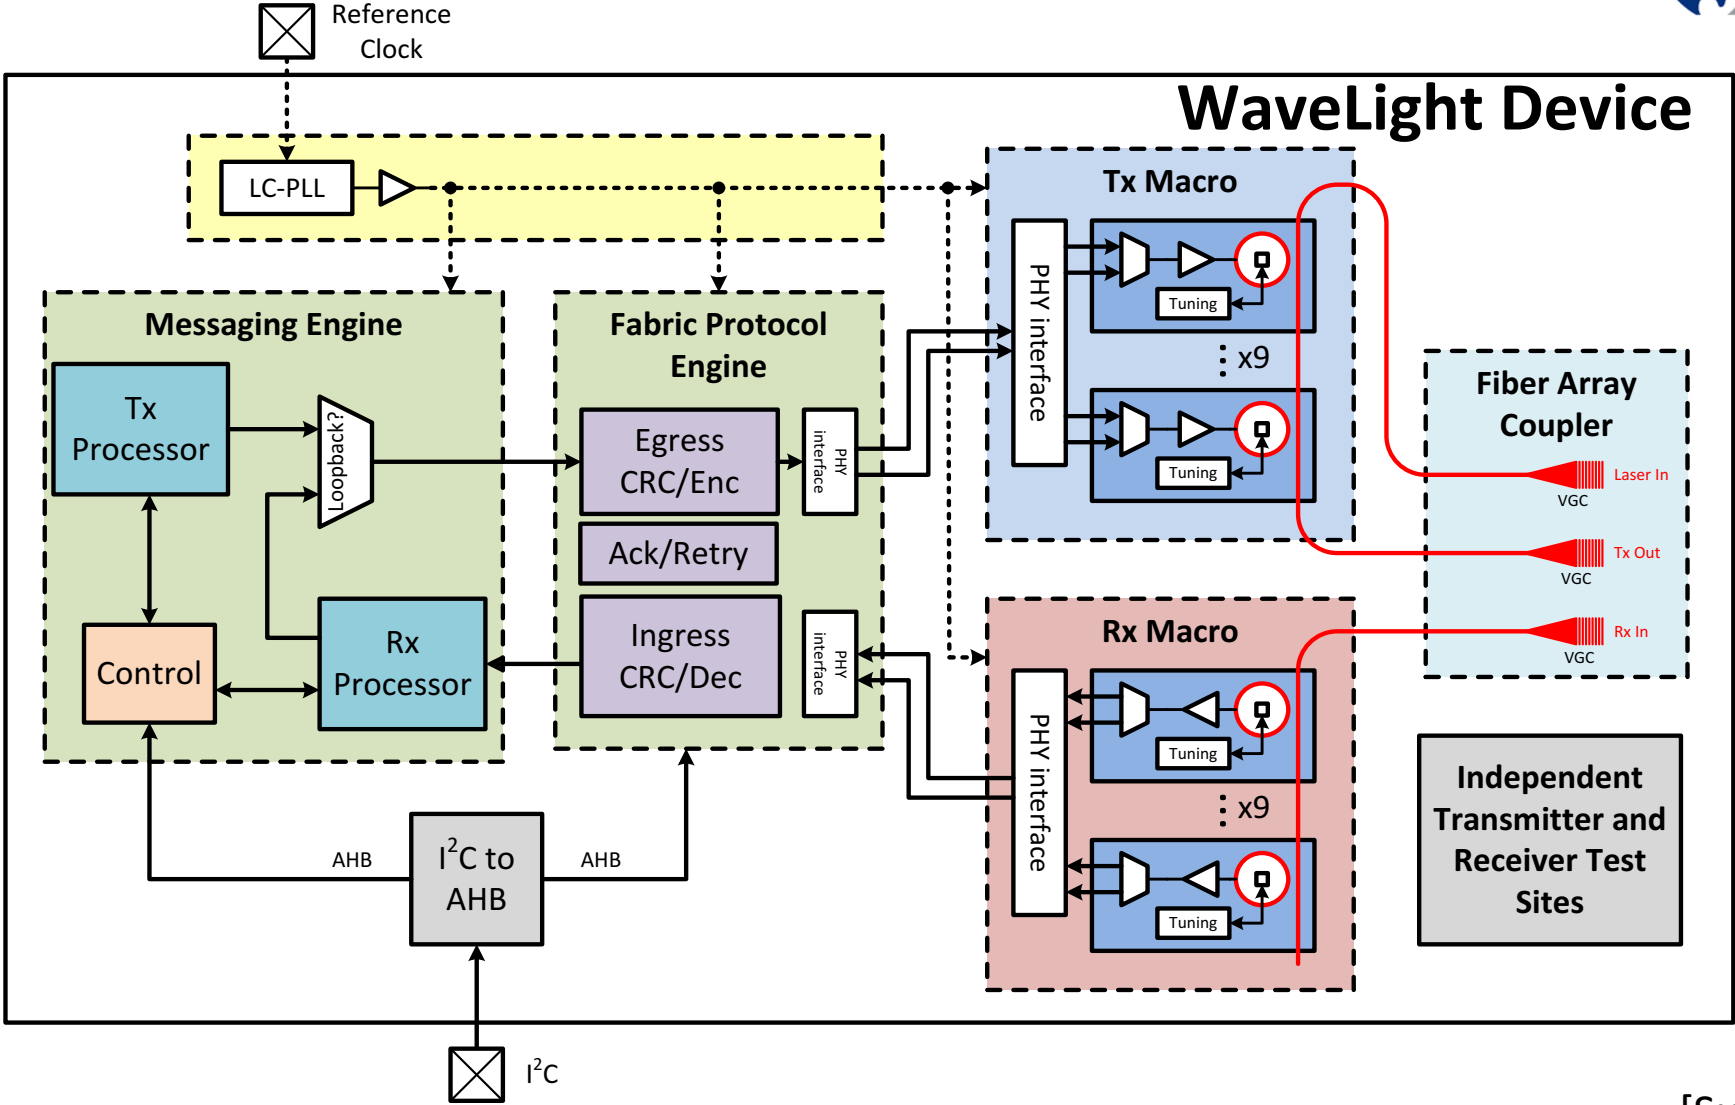 Reference
Clock
WaveLight Device
LC-PLL
Tx Macro
PHY interface
Tuning
x9
Tuning
Messaging Engine
Tx
Processor
Loopback?
Control
Rx
Processor
Fabric Protocol
Engine
Egress
CRC/Enc
PHY
interface
Ack/Retry
Ingress
CRC/Dec
PHY
interface
Fiber Array
Coupler
Laser In
VGC
Tx Out
VGC
Rx In
VGC
Rx Macro
PHY interface
Tuning
x9
Tuning
Independent
Transmitter and
Receiver Test
Sites
AHB
I²C to
AHB
AHB
I²C